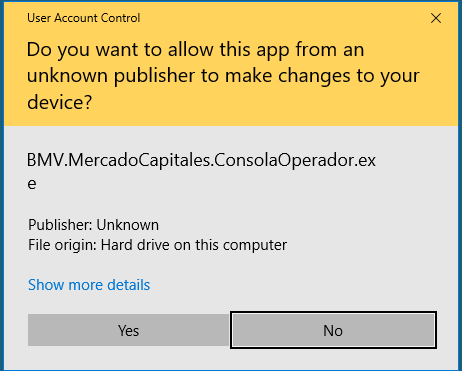 User Account Control
Do you want to allow this app from an
unknown publisher to make changes to your
device?
BMV.MercadoCapitales.ConsolaOperador.ex
e
Publisher: Unknown
File origin: Hard drive on this computer
Show more details
Yes
No